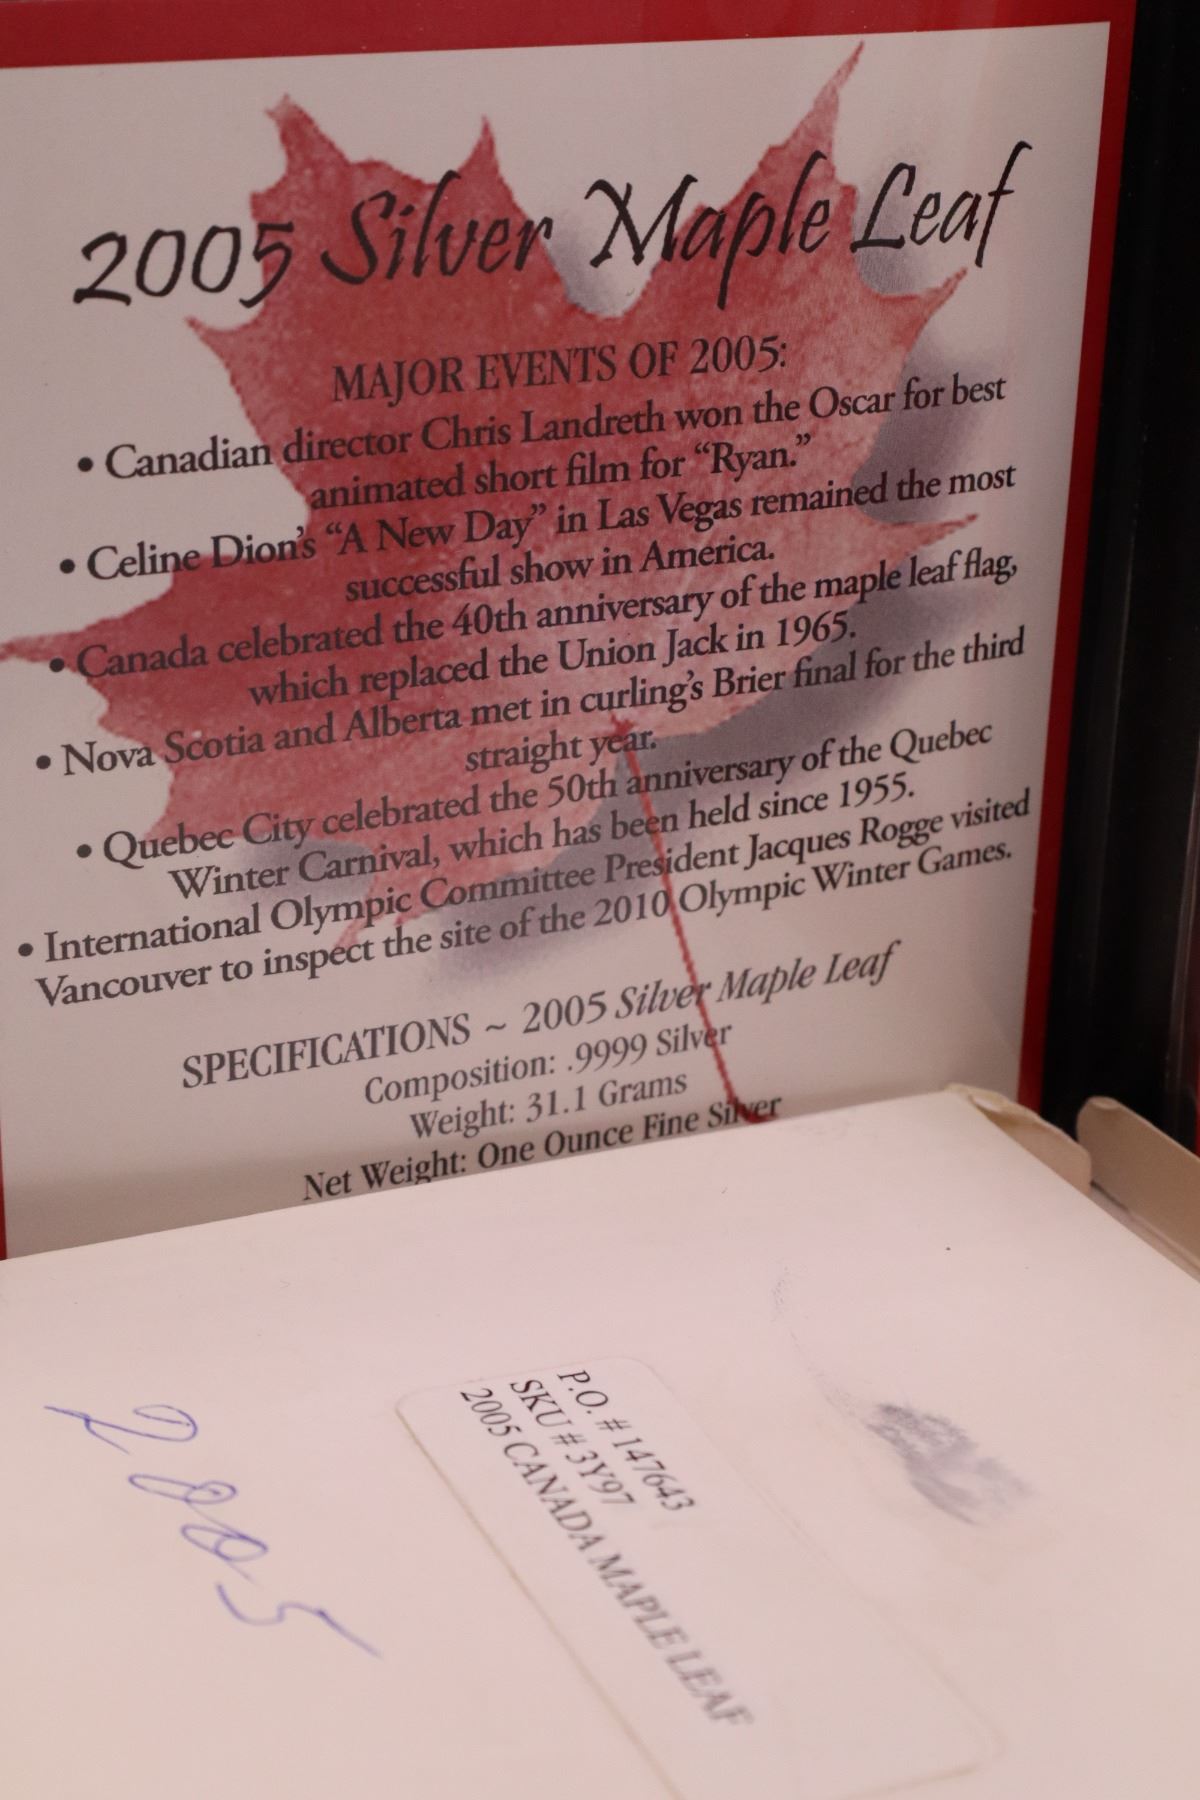 2005 Silver Maple Leaf
MAJOR EVENTS OF 2005:
• Canadian director Chris Landreth won the Oscar for best
animated short film for “Ryan.”
• Celine Dion's “A New Day” in Las Vegas remained the most
successful show in America.
• Canada celebrated the 40th anniversary of the maple leaf flag,
which replaced the Union Jack in 1965.
• Nova Scotia and Alberta met in curling's Brier final for the third
straight year.
• Quebec City celebrated the 50th anniversary of the Quebec
Winter Carnival, which has been held since 1955.
• International Olympic Committee President Jacques Rogge visited
Vancouver to inspect the site of the 2010 Olympic Winter Games.
SPECIFICATIONS ~ 2005 Silver Maple Leaf
Composition: .9999 Silver
Weight: 31.1 Grams
Net Weight: One Ounce Fine Silver
P.O. # 147643
SKU # 3Y97
2005 CANADA MAPLE LEAF
2005